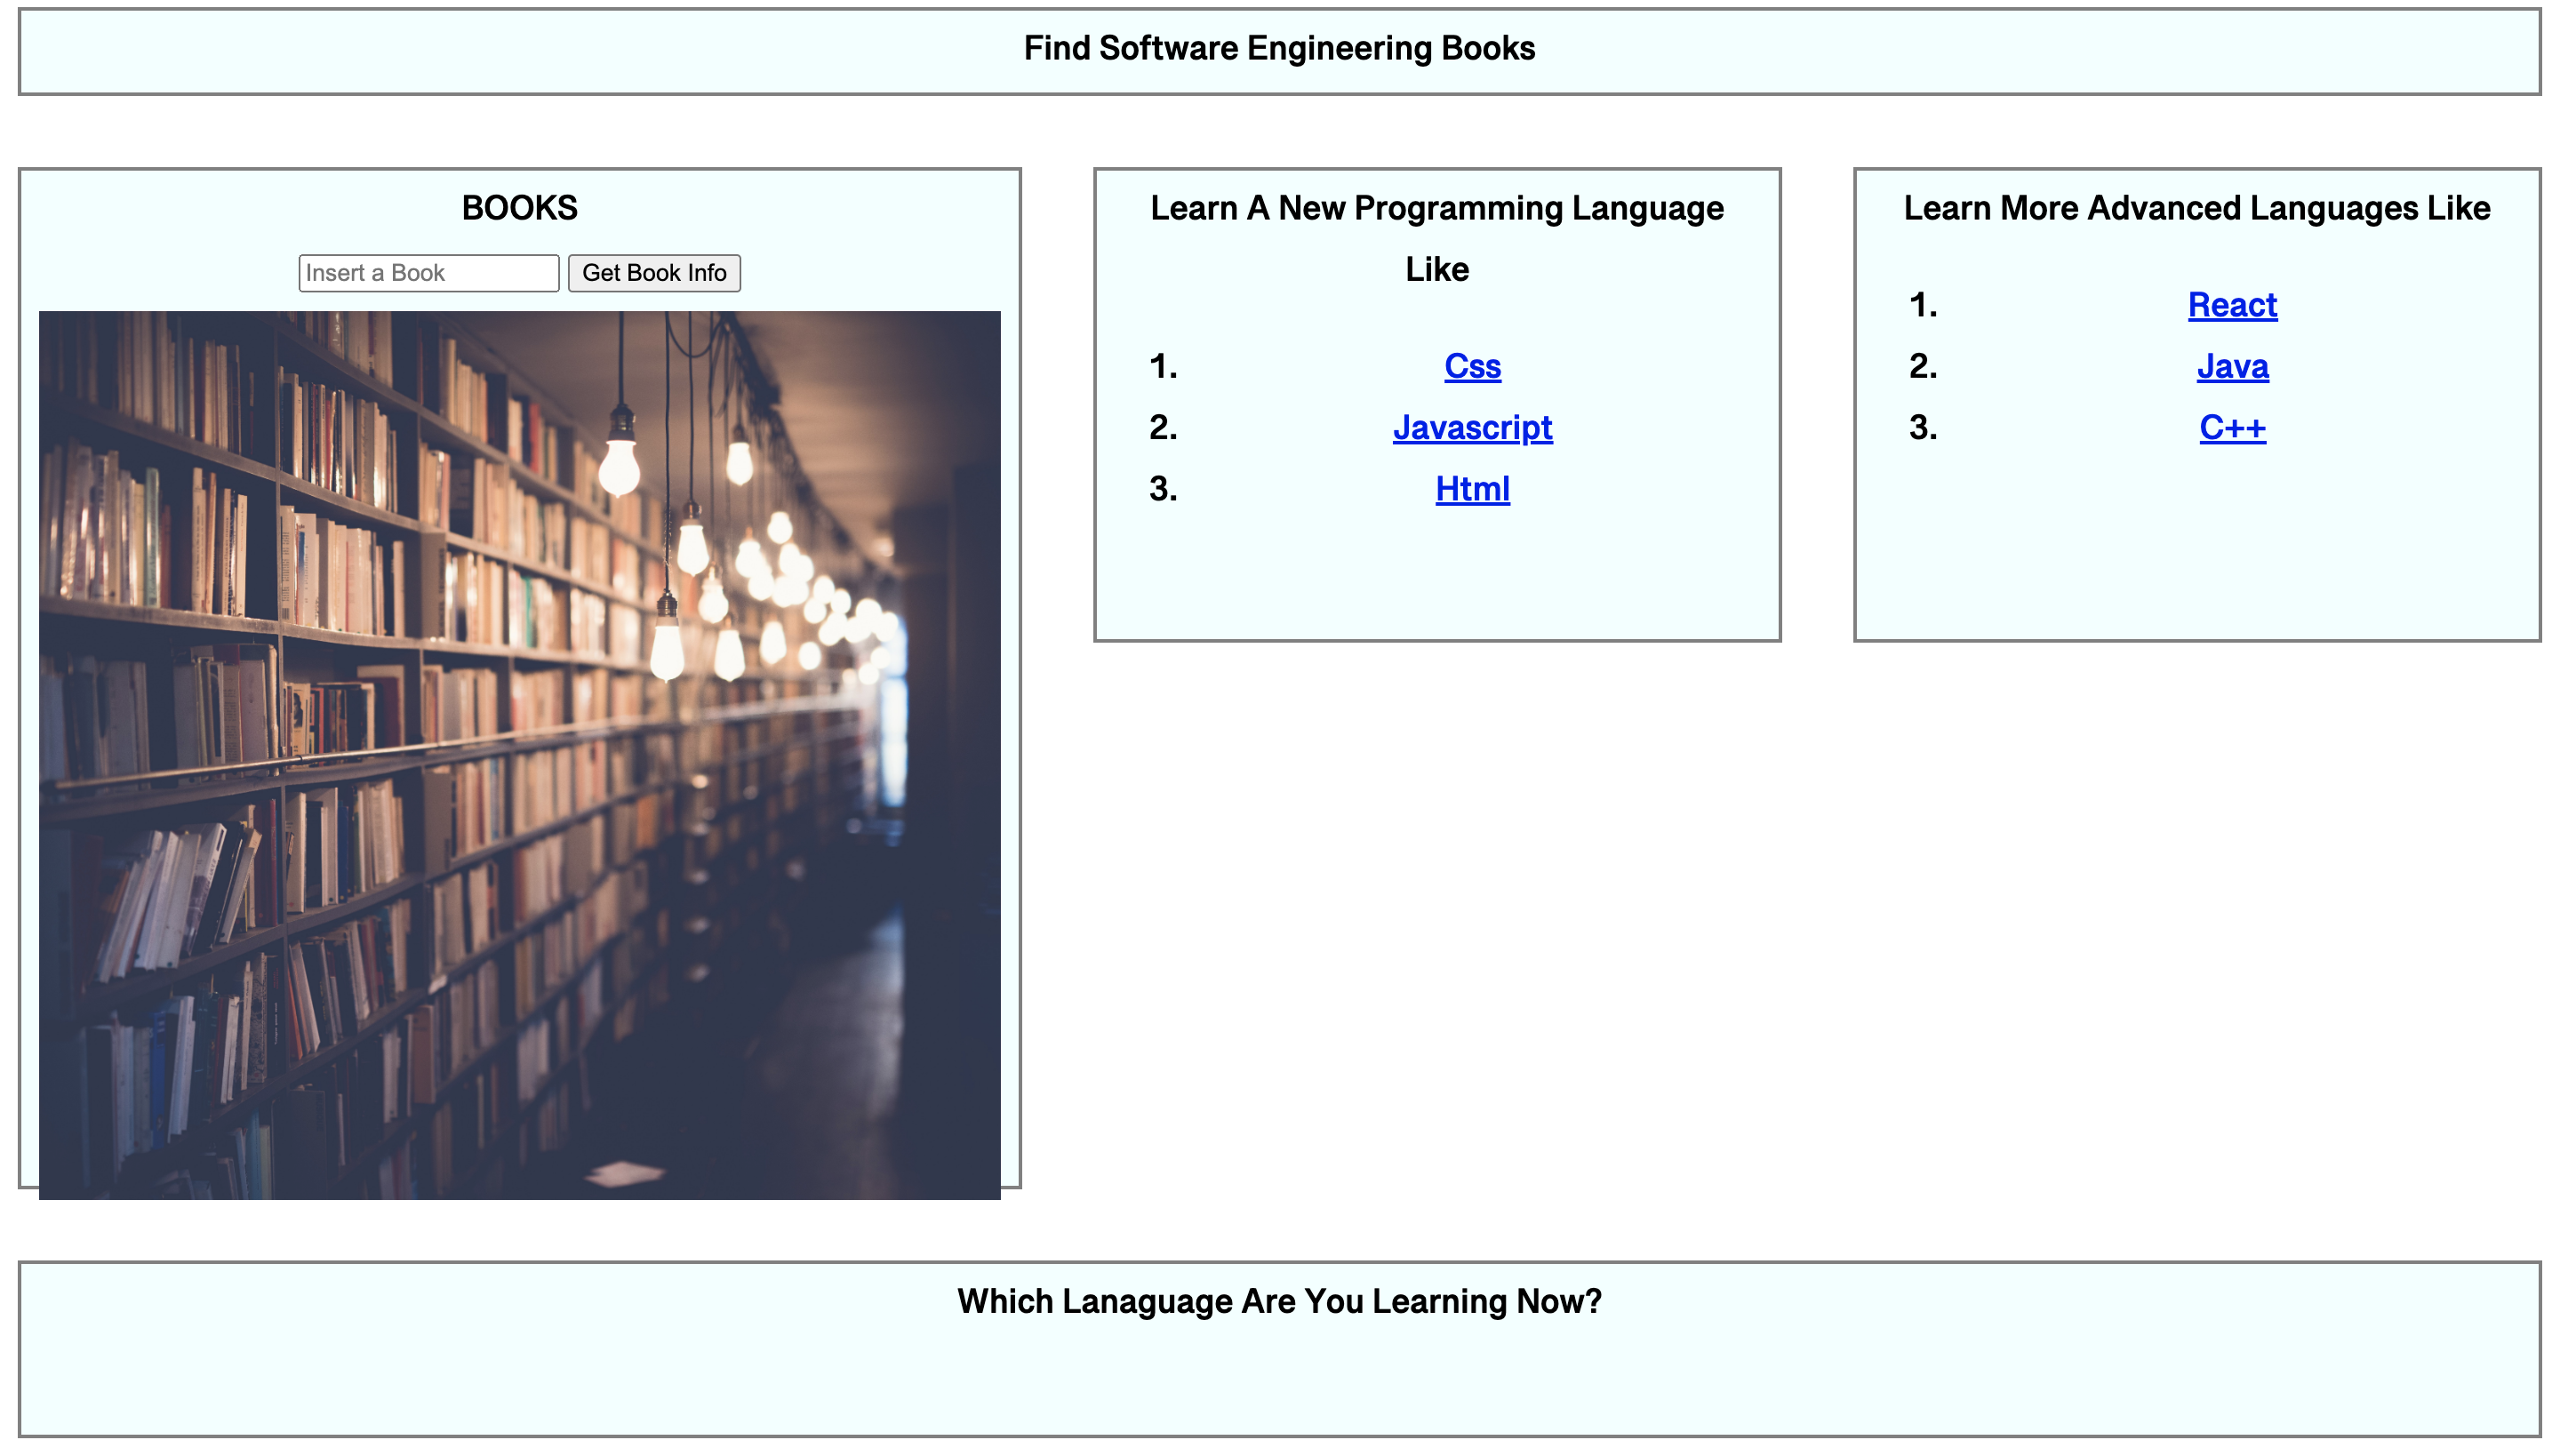 Find Software Engineering Books
BOOKS
Insert a Book
Get Book Info
Learn A New Programming Language
Like
1. Css
2. Javascript
3. Html
Learn More Advanced Languages Like
1. React
2. Java
3. C++
Which Lanaguage Are You Learning Now?